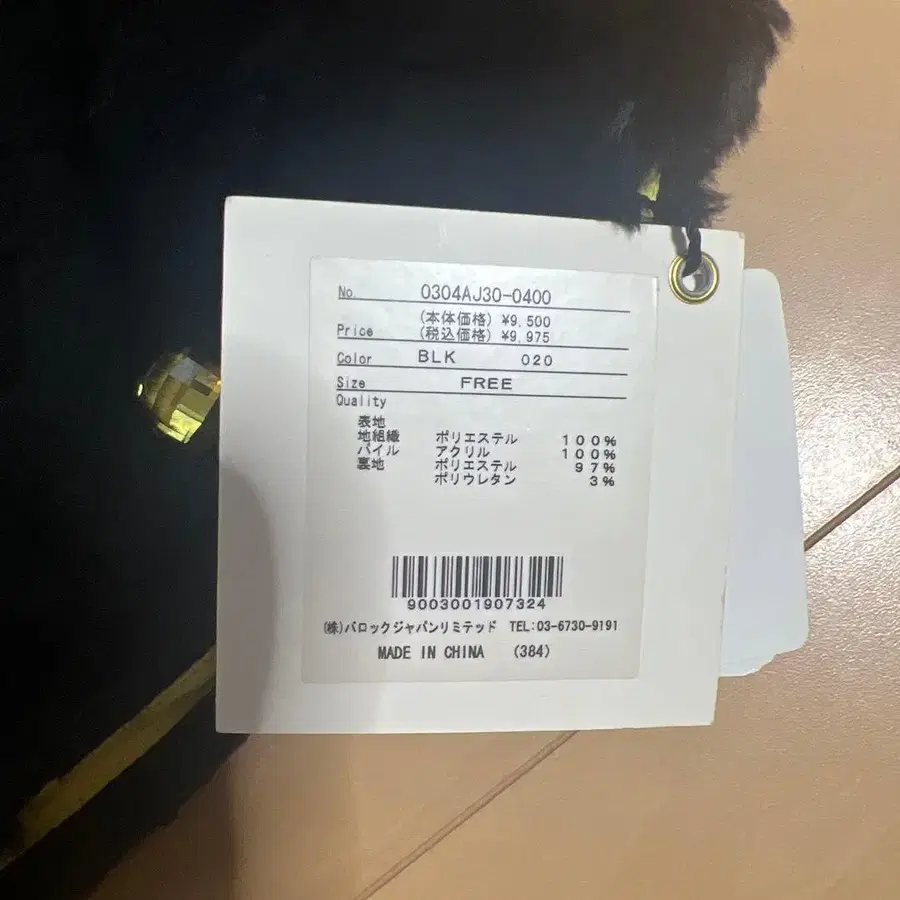 No. 0304AJ30-0400
(本体価格) ¥9,500
Price (税込価格) ¥9,975
Color BLK 020
Size FREE
Quality
表地
地組織 ポリエステル 100%
パイル アクリル 100%
裏地 ポリエステル 97%
ポリウレタン 3%
9003001907324
(株)バロックジャパンリミテッド TEL:03-6730-9191
MADE IN CHINA (384)